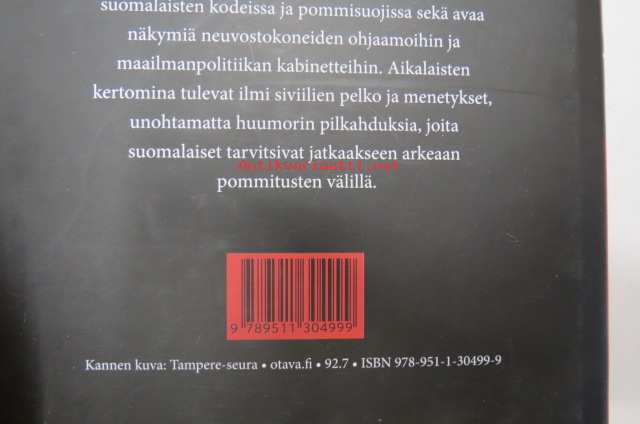 suomalaisten kodeissa ja pommisuojissa sekä avaa
näkymiä neuvostokoneiden ohjaamoihin ja
maailmanpolitiikan kabinetteihin. Aikalaisten
kertomina tulevat ilmi siviilien pelko ja menetykset,
unohtamatta huumorin pilkahduksia, joita
suomalaiset tarvitsivat jatkaakseen arkeaan
Antikvariaatti.net
pommitusten välillä.
9 789511 304999
Kannen kuva: Tampere-seura • otava.fi • 92.7 • ISBN 978-951-1-30499-9